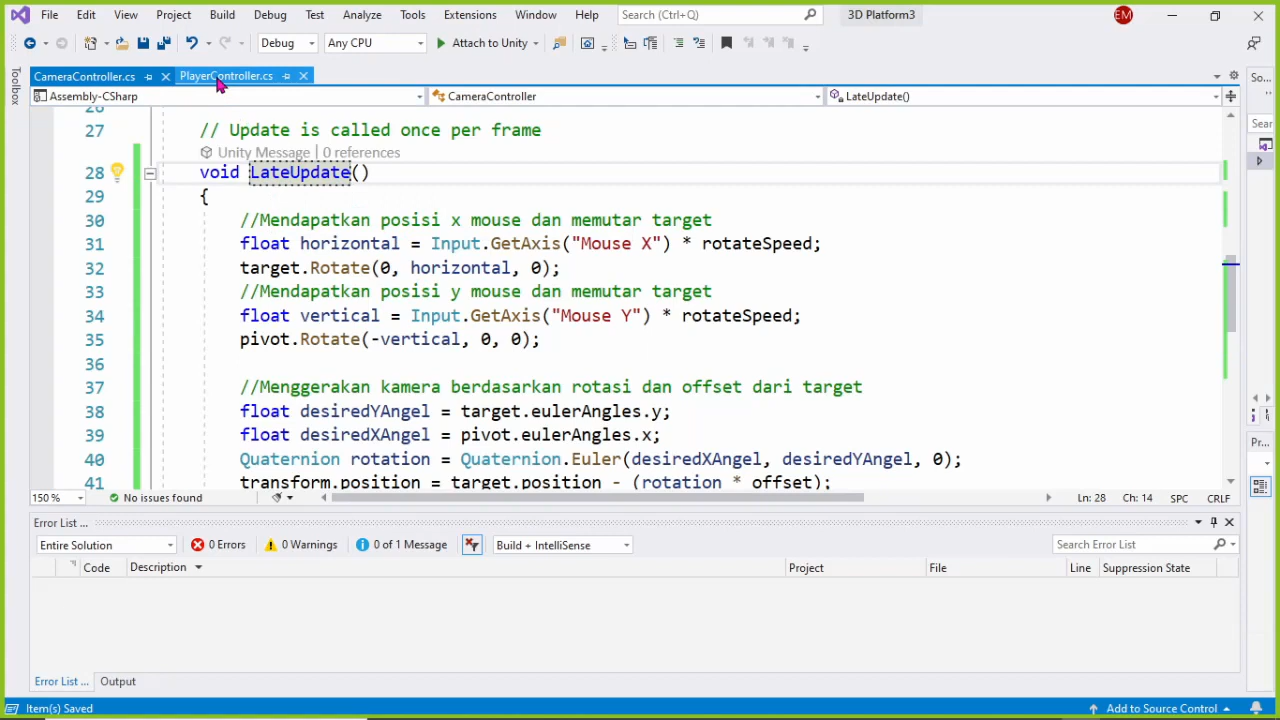 File Edit View Project Build Debug Test Analyze Tools Extensions Window Help Search (Ctrl+Q) 3D Platform3 EM
Debug Any CPU Attach to Unity
CameraController.cs PlayerController.cs
Toolbox
So...
Assembly-CSharp CameraController LateUpdate()
Sear
26
27 // Update is called once per frame
Unity Message | 0 references
28 void LateUpdate()
29 {
30 //Mendapatkan posisi x mouse dan memutar target
31 float horizontal = Input.GetAxis("Mouse X") * rotateSpeed;
32 target.Rotate(0, horizontal, 0);
33 //Mendapatkan posisi y mouse dan memutar target
34 float vertical = Input.GetAxis("Mouse Y") * rotateSpeed;
35 pivot.Rotate(-vertical, 0, 0);
36
37 //Menggerakan kamera berdasarkan rotasi dan offset dari target
38 float desiredYAngel = target.eulerAngles.y;
39 float desiredXAngel = pivot.eulerAngles.x;
40 Quaternion rotation = Quaternion.Euler(desiredXAngel, desiredYAngel, 0);
41 transform.position = target.position - (rotation * offset);
Pr...
150 % No issues found Ln: 28 Ch: 14 SPC CRLF
Error List ...
Entire Solution 0 Errors 0 Warnings 0 of 1 Message Build + IntelliSense Search Error List
Code Description Project File Line Suppression State
Error List ... Output
Item(s) Saved Add to Source Control